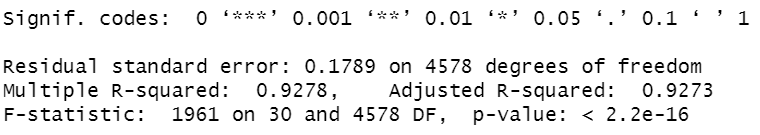 Signif. codes:  0 ‘***’ 0.001 ‘**’ 0.01 ‘*’ 0.05 ‘.’ 0.1 ‘ ’ 1
Residual standard error: 0.1789 on 4578 degrees of freedom
Multiple R-squared:  0.9278,    Adjusted R-squared:  0.9273
F-statistic:  1961 on 30 and 4578 DF,  p-value: < 2.2e-16